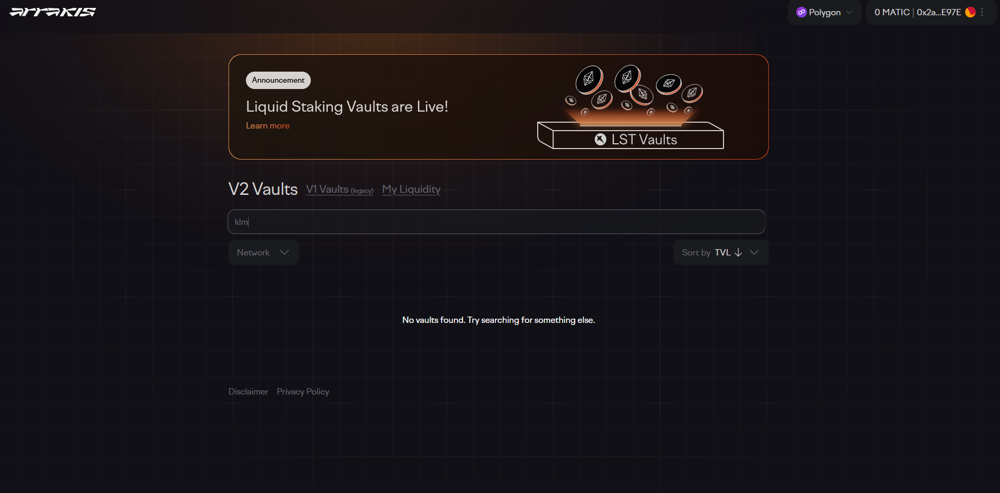 arrakis
Polygon
0 MATIC | 0x2a...E97E
Announcement
Liquid Staking Vaults are Live!
Learn more
LST Vaults
V2 Vaults V1 Vaults (legacy) My Liquidity
klm
Network
Sort by TVL ↓
No vaults found. Try searching for something else.
Disclaimer Privacy Policy